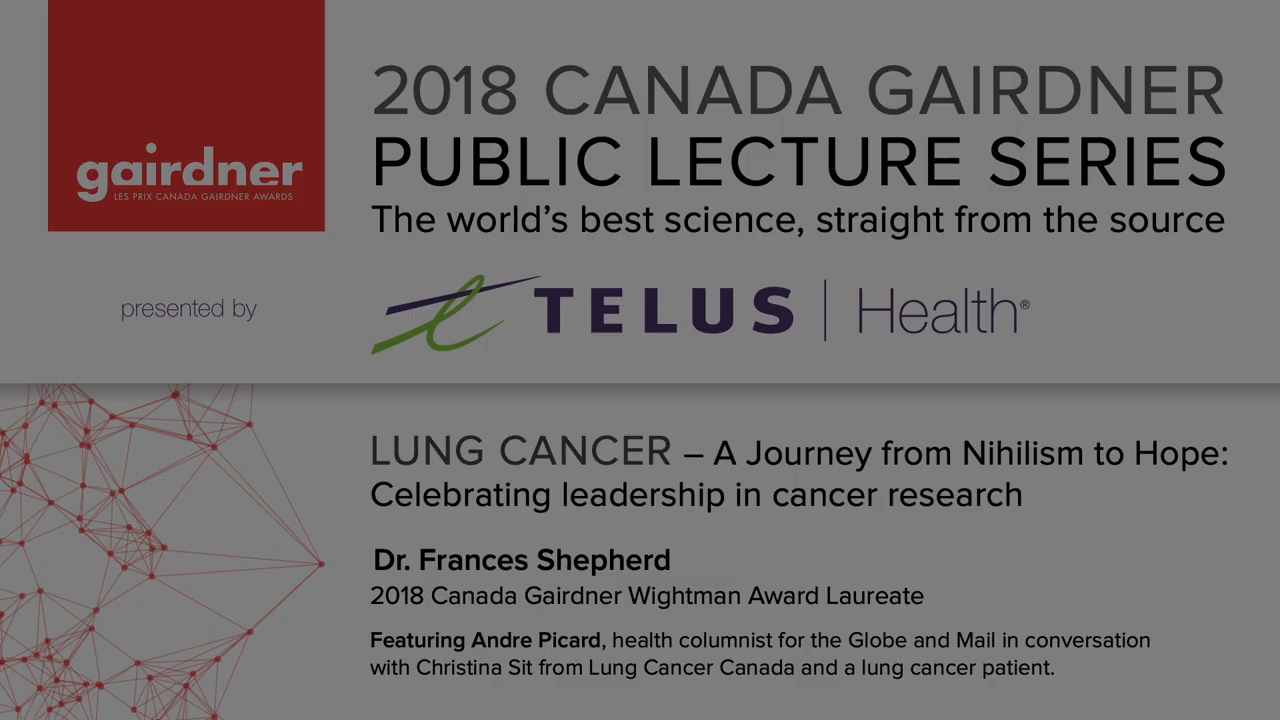 gairdner
LES PRIX CANADA GAIRDNER AWARDS
2018 CANADA GAIRDNER
PUBLIC LECTURE SERIES
The world’s best science, straight from the source
presented by
TELUS Health®
LUNG CANCER – A Journey from Nihilism to Hope:
Celebrating leadership in cancer research
Dr. Frances Shepherd
2018 Canada Gairdner Wightman Award Laureate
Featuring Andre Picard, health columnist for the Globe and Mail in conversation
with Christina Sit from Lung Cancer Canada and a lung cancer patient.